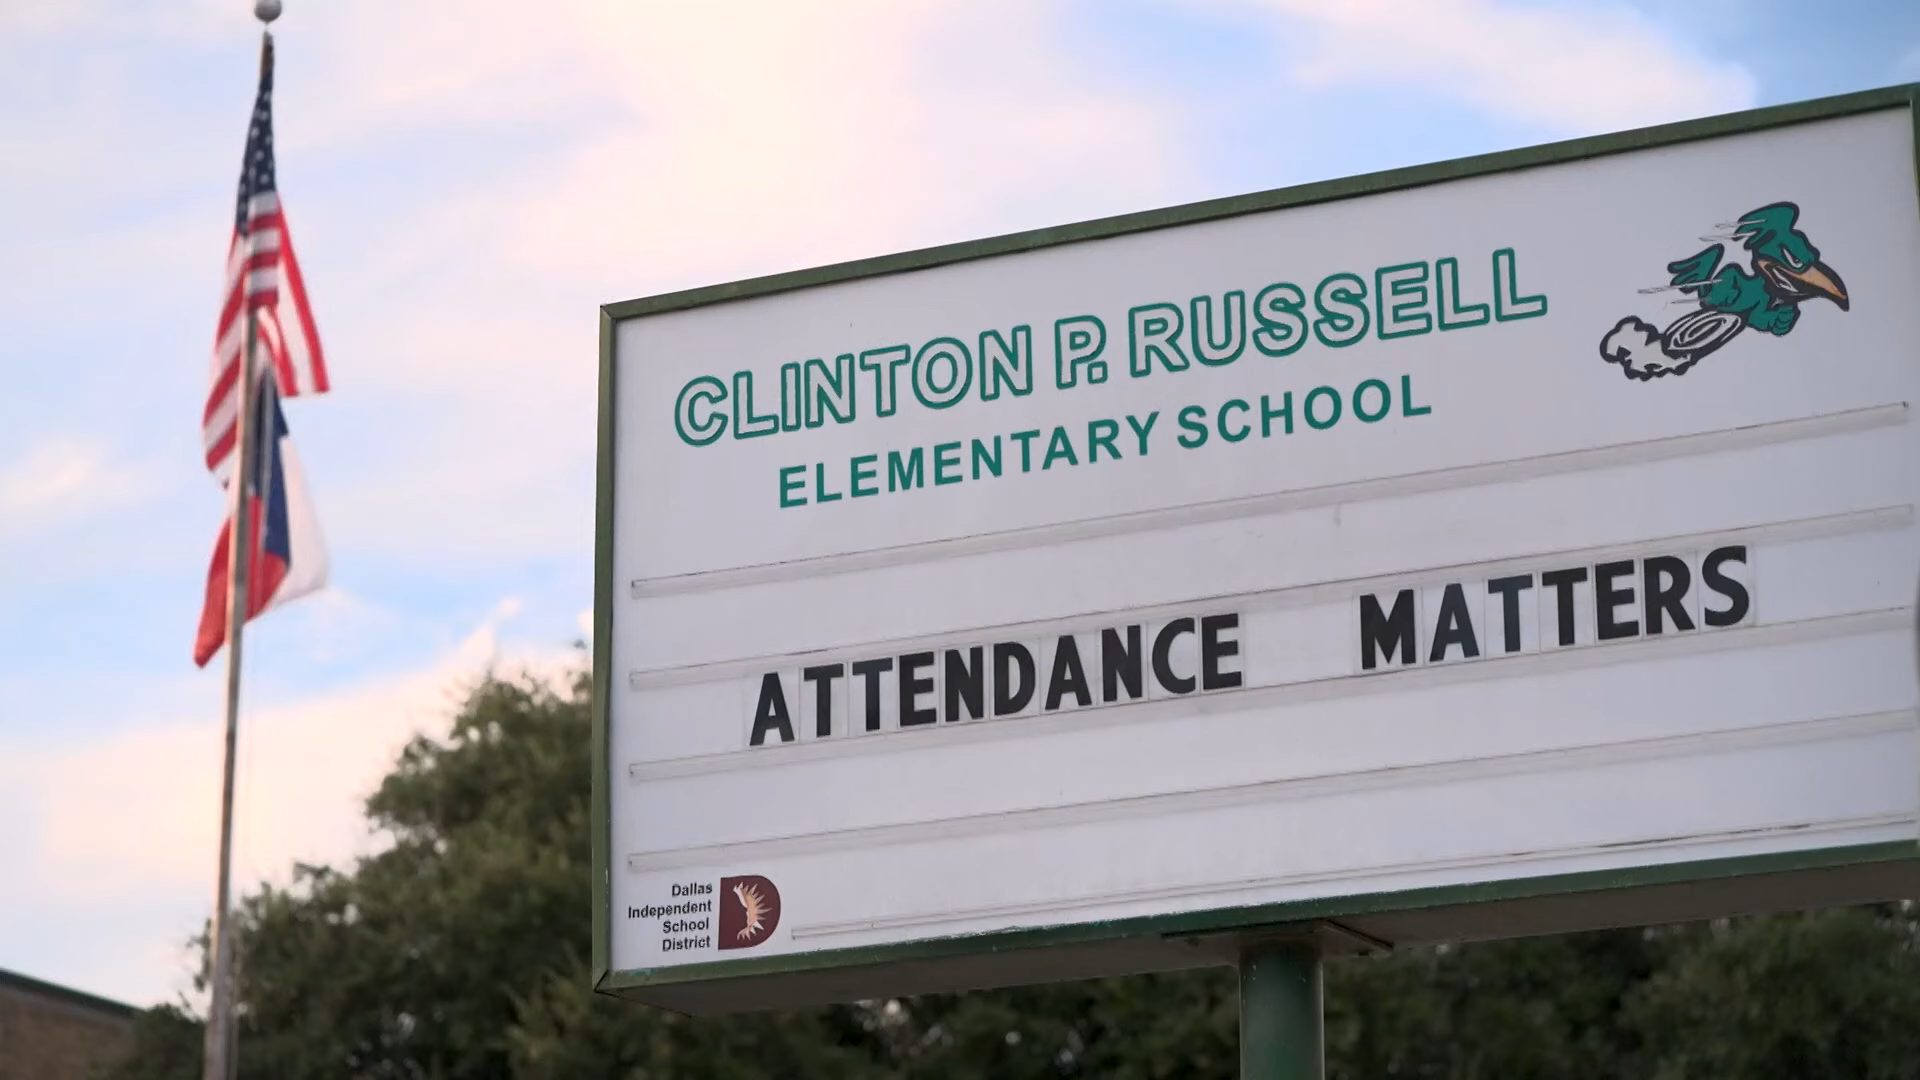 CLINTON P. RUSSELL
ELEMENTARY SCHOOL
ATTENDANCE MATTERS
Dallas
Independent
School
District